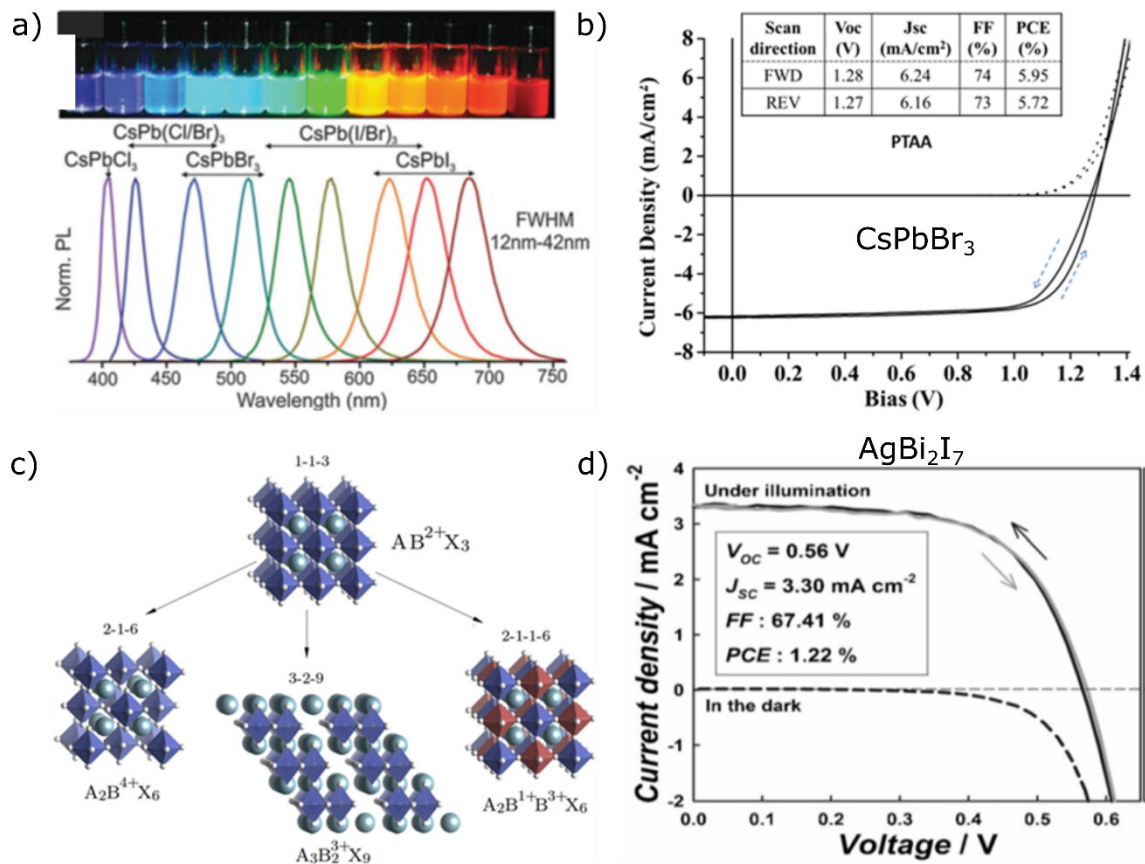 a)
CsPb(Cl/Br)₃
CsPb(I/Br)₃
CsPbCl₃
CsPbBr₃
CsPbI₃
FWHM
12nm-42nm
Norm. PL
400 450 500 550 600 650 700 750
Wavelength (nm)
b)
Scan direction Voc (V) Jsc (mA/cm²) FF (%) PCE (%)
FWD 1.28 6.24 74 5.95
REV 1.27 6.16 73 5.72
PTAA
CsPbBr₃
Current Density (mA/cm²)
8
6
4
2
0
-2
-4
-6
-8
0.0 0.2 0.4 0.6 0.8 1.0 1.2 1.4
Bias (V)
c)
1-1-3
AB²⁺X₃
2-1-6
3-2-9
2-1-1-6
A₂B⁴⁺X₆
A₃B₂³⁺X₉
A₂B¹⁺B³⁺X₆
d)
AgBi₂I₇
Under illumination
V_OC = 0.56 V
J_SC = 3.30 mA cm⁻²
FF : 67.41 %
PCE : 1.22 %
In the dark
Current density / mA cm⁻²
4
3
2
1
0
-1
-2
0.0 0.1 0.2 0.3 0.4 0.5 0.6
Voltage / V